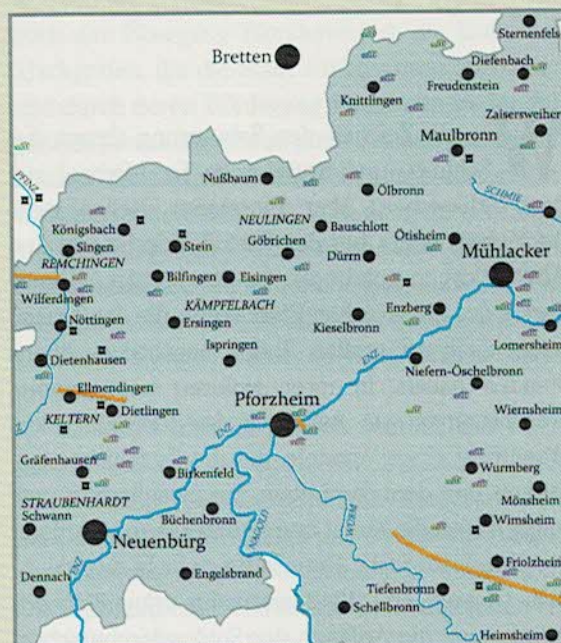 Sternenfels
Bretten
Diefenbach
Knittlingen
Freudenstein
Zaisersweiher
Maulbronn
PFINZ
Nußbaum
Ölbronn
SCHMIE
Königsbach
NEULINGEN
Bauschlott
Singen
Stein
Göbrichen
Ötisheim
REMCHINGEN
Dürrn
Mühlacker
Bilfingen
Eisingen
Wilferdingen
KÄMPFELBACH
Enzberg
Nöttingen
Ersingen
Kieselbronn
ENZ
Lomersheim
Ispringen
Dietenhausen
ENZ
Niefern-Öschelbronn
Ellmendingen
Pforzheim
Dietlingen
Wiernsheim
KELTERN
ENZ
Gräfenhausen
Birkenfeld
Wurmberg
Mönsheim
STRAUBENHARDT
Schwann
Büchenbronn
NAGOLD
WÜRM
Wimsheim
Neuenbürg
ENZ
Friolzheim
Dennach
Engelsbrand
Tiefenbronn
Schellbronn
Heimsheim